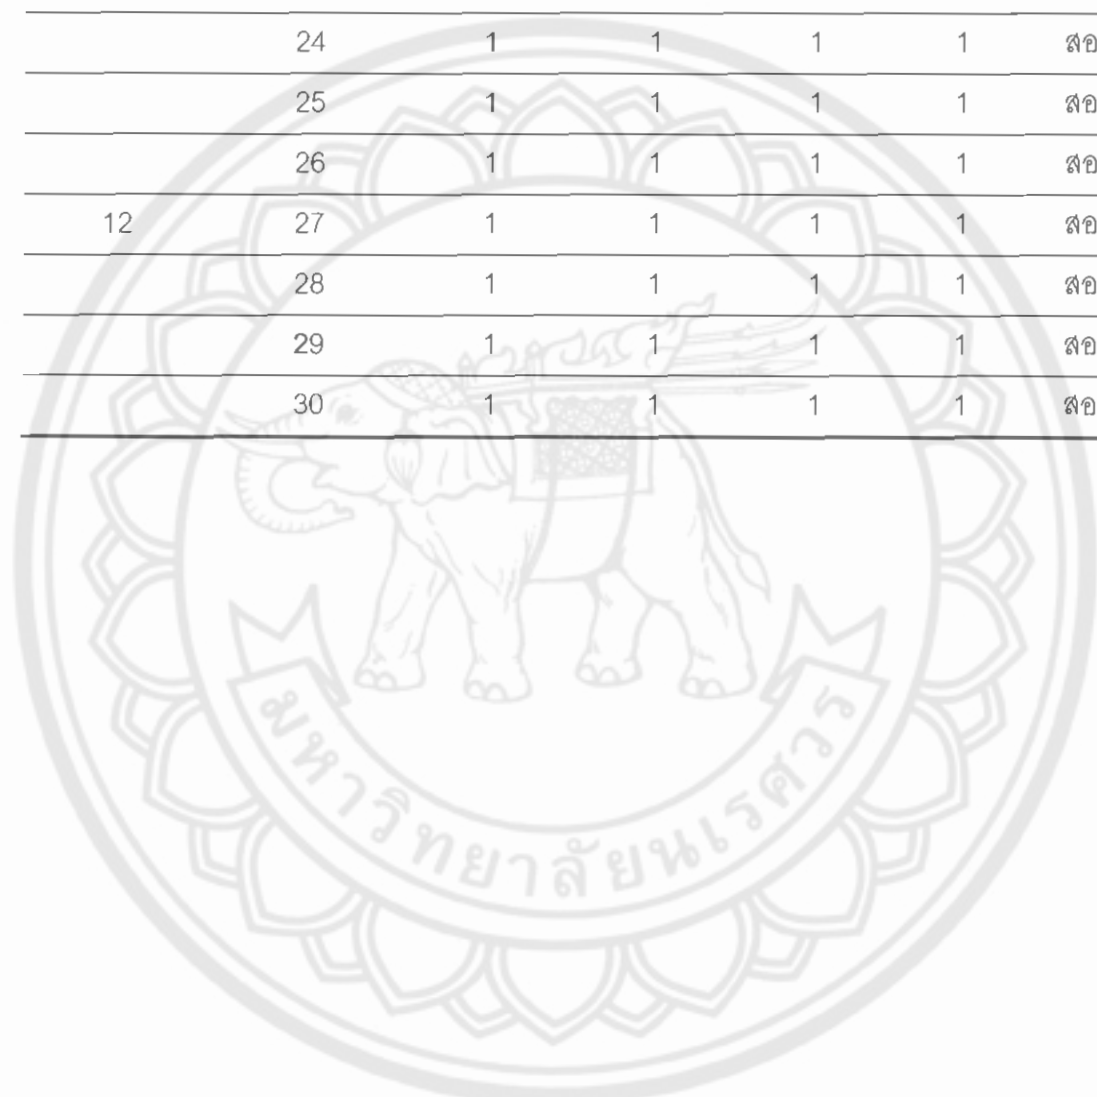 24 1 1 1 1 สอ
25 1 1 1 1 สอ
26 1 1 1 1 สอ
12 27 1 1 1 1 สอ
28 1 1 1 1 สอ
29 1 1 1 1 สอ
30 1 1 1 1 สอ
มหาวิทยาลัยนเรศวร